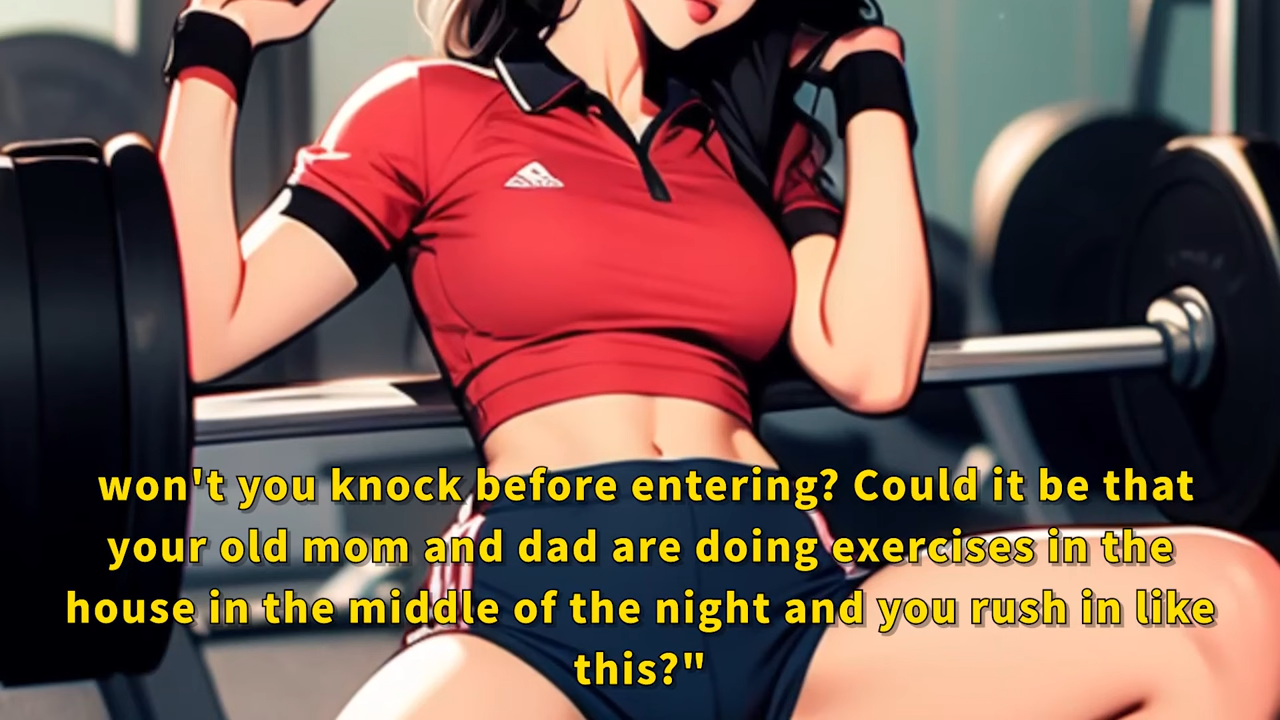 won't you knock before entering? Could it be that
your old mom and dad are doing exercises in the
house in the middle of the night and you rush in like
this?"